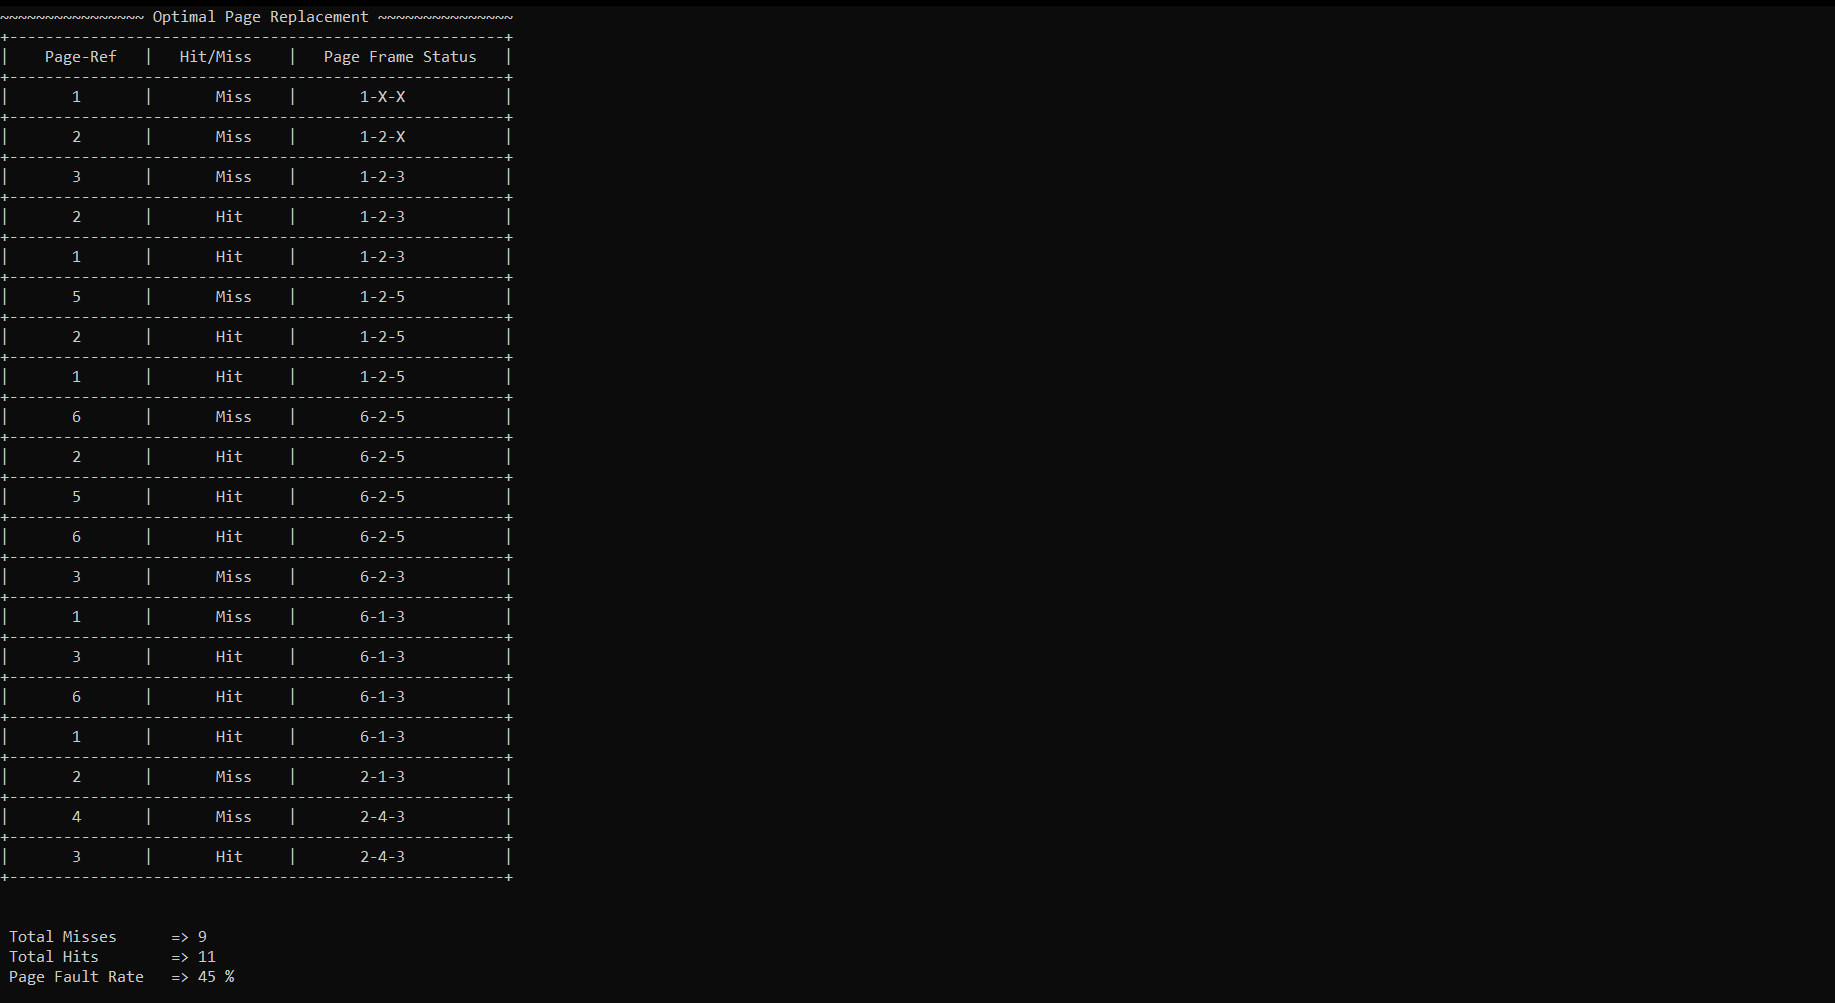 ~~~~~~~~~~~~~~~~ Optimal Page Replacement ~~~~~~~~~~~~~~~
+-------------------------------------------------------+
|    Page-Ref   |   Hit/Miss    |   Page Frame Status   |
+-------------------------------------------------------+
|       1       |       Miss    |       1-X-X           |
+-------------------------------------------------------+
|       2       |       Miss    |       1-2-X           |
+-------------------------------------------------------+
|       3       |       Miss    |       1-2-3           |
+-------------------------------------------------------+
|       2       |       Hit     |       1-2-3           |
+-------------------------------------------------------+
|       1       |       Hit     |       1-2-3           |
+-------------------------------------------------------+
|       5       |       Miss    |       1-2-5           |
+-------------------------------------------------------+
|       2       |       Hit     |       1-2-5           |
+-------------------------------------------------------+
|       1       |       Hit     |       1-2-5           |
+-------------------------------------------------------+
|       6       |       Miss    |       6-2-5           |
+-------------------------------------------------------+
|       2       |       Hit     |       6-2-5           |
+-------------------------------------------------------+
|       5       |       Hit     |       6-2-5           |
+-------------------------------------------------------+
|       6       |       Hit     |       6-2-5           |
+-------------------------------------------------------+
|       3       |       Miss    |       6-2-3           |
+-------------------------------------------------------+
|       1       |       Miss    |       6-1-3           |
+-------------------------------------------------------+
|       3       |       Hit     |       6-1-3           |
+-------------------------------------------------------+
|       6       |       Hit     |       6-1-3           |
+-------------------------------------------------------+
|       1       |       Hit     |       6-1-3           |
+-------------------------------------------------------+
|       2       |       Miss    |       2-1-3           |
+-------------------------------------------------------+
|       4       |       Miss    |       2-4-3           |
+-------------------------------------------------------+
|       3       |       Hit     |       2-4-3           |
+-------------------------------------------------------+
Total Misses      => 9
Total Hits        => 11
Page Fault Rate   => 45 %